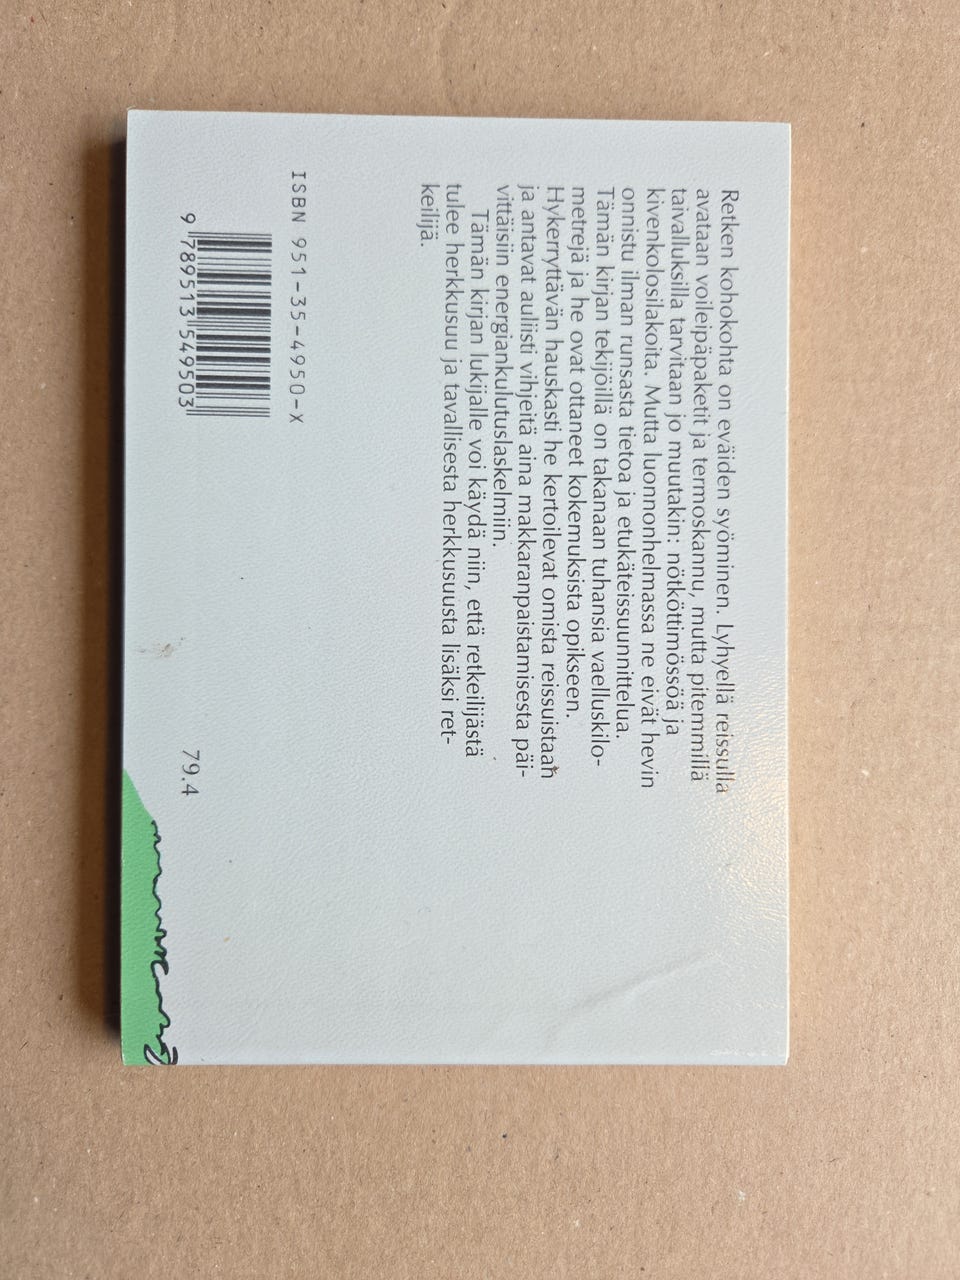 Retken kohokohta on eväiden syöminen. Lyhyellä reissulla
avataan voileipäpaketit ja termoskannu, mutta pitemmillä
taivalluksilla tarvitaan jo muutakin: nötköttimössöä ja
kivenkolosilakoita. Mutta luonnonhelmassa ne eivät hevin
onnistu ilman runsasta tietoa ja etukäteissuunnittelua.
Tämän kirjan tekijöillä on takanaan tuhansia vaelluskilo-
metrejä ja he ovat ottaneet kokemuksista opikseen.
Hykerryttävän hauskasti he kertoilevat omista reissuistaan
ja antavat auliisti vihjeitä aina makkaranpaistamisesta päi-
vittäisiin energiankulutuslaskelmiin.
Tämän kirjan lukijalle voi käydä niin, että retkeilijästä
tulee herkkusuu ja tavallisesta herkkusuusta lisäksi ret-
keilijä.
ISBN 951-35-4950-X
9 789513 549503
79.4